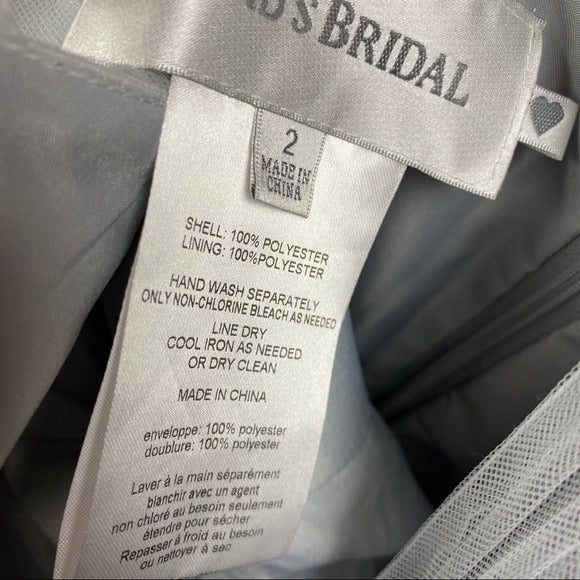 BRIDAL
2
MADE IN
CHINA
SHELL: 100% POLYESTER
LINING: 100%POLYESTER
HAND WASH SEPARATELY
ONLY NON-CHLORINE BLEACH AS NEEDED
LINE DRY
COOL IRON AS NEEDED
OR DRY CLEAN
MADE IN CHINA
enveloppe: 100% polyester
doublure: 100% polyester
Laver à la main séparément
blanchir avec un agent
non chloré au besoin seulement
étendre pour sécher
Repasser à froid au besoin
ou nettoyer à sec